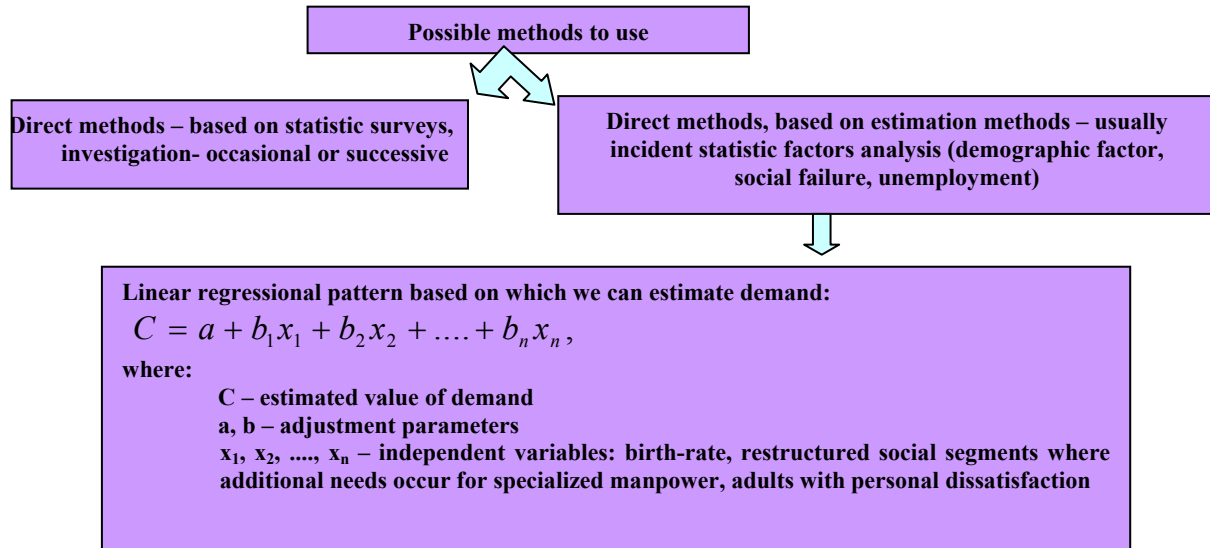 Possible methods to use
Direct methods – based on statistic surveys,
investigation- occasional or successive
Direct methods, based on estimation methods – usually
incident statistic factors analysis (demographic factor,
social failure, unemployment)
Linear regressional pattern based on which we can estimate demand:
C = a + b₁x₁ + b₂x₂ + .... + bₙxₙ,
where:
C – estimated value of demand
a, b – adjustment parameters
x₁, x₂, ...., xₙ – independent variables: birth-rate, restructured social segments where
additional needs occur for specialized manpower, adults with personal dissatisfaction